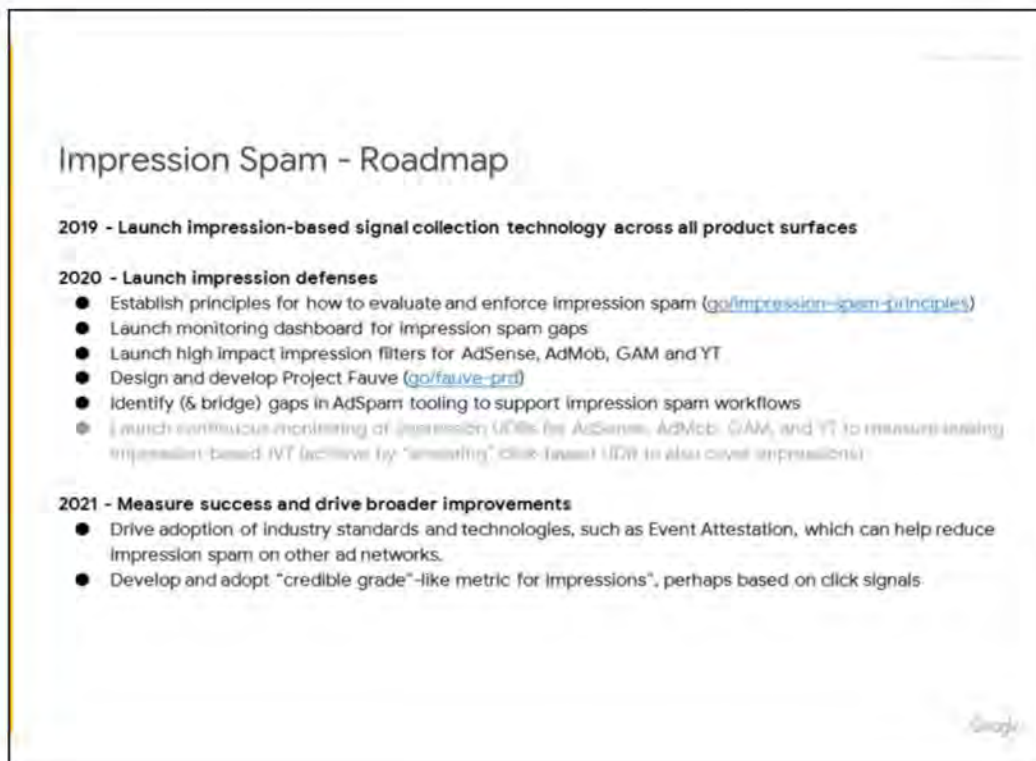 Impression Spam - Roadmap
2019 - Launch impression-based signal collection technology across all product surfaces
2020 - Launch impression defenses
● Establish principles for how to evaluate and enforce impression spam (go/impression-spam-principles)
● Launch monitoring dashboard for impression spam gaps
● Launch high impact impression filters for AdSense, AdMob, GAM and YT
● Design and develop Project Fauve (go/fauve-prd)
● Identify (& bridge) gaps in AdSpam tooling to support impression spam workflows
● Launch continuous monitoring of impression UDRs for AdSense, AdMob, GAM, and YT to measure leaking
impression-based IVT (achieve by "" click-based UDR to also cover impressions)
2021 - Measure success and drive broader improvements
● Drive adoption of industry standards and technologies, such as Event Attestation, which can help reduce
impression spam on other ad networks.
● Develop and adopt "credible grade"-like metric for impressions", perhaps based on click signals
Google